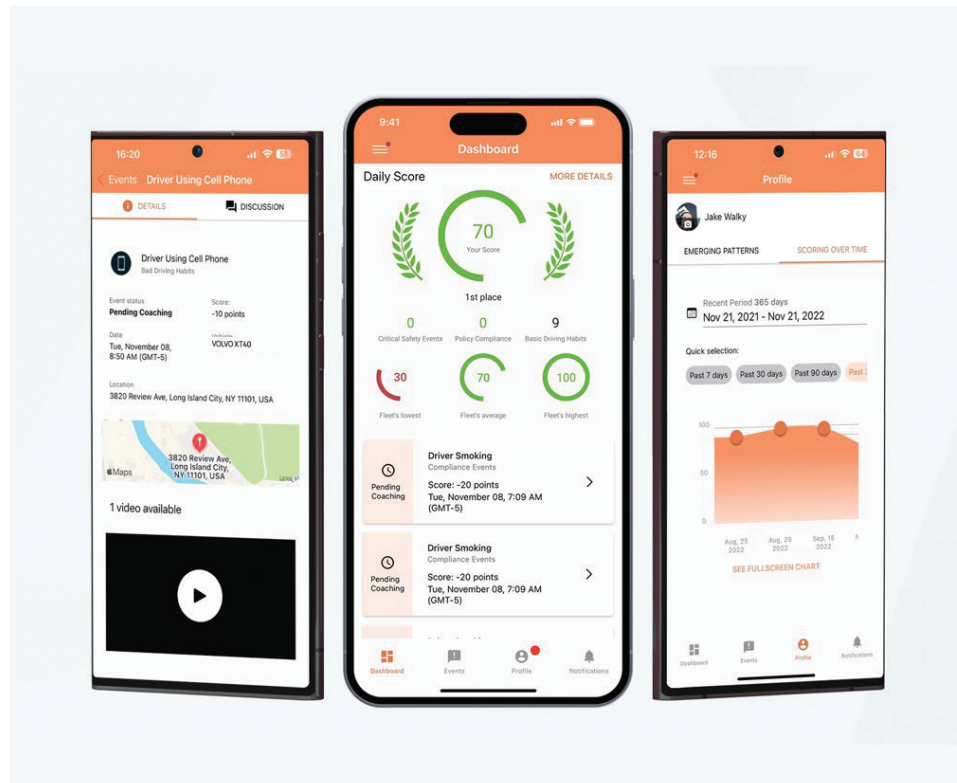 16:20
53
Events Driver Using Cell Phone
DETAILS
DISCUSSION
Driver Using Cell Phone
Bad Driving Habits
Event status
Pending Coaching
Score:
-10 points
Date
Tue, November 08,
8:50 AM (GMT-5)
VOLVO XT40
Location
3820 Review Ave, Long Island City, NY 11101, USA
3820 Review Ave,
Long Island City,
NY 11101, USA
Maps
1 video available
9:41
Dashboard
Daily Score
MORE DETAILS
70
Your Score
1st place
0
Critical Safety Events
0
Policy Compliance
9
Basic Driving Habits
30
Fleet's lowest
70
Fleet's average
100
Fleet's highest
Pending
Coaching
Driver Smoking
Compliance Events
Score: -20 points
Tue, November 08, 7:09 AM
(GMT-5)
Pending
Coaching
Driver Smoking
Compliance Events
Score: -20 points
Tue, November 08, 7:09 AM
(GMT-5)
Dashboard
Events
Profile
Notifications
12:16
64
Profile
Jake Walky
EMERGING PATTERNS
SCORING OVER TIME
Recent Period 365 days
Nov 21, 2021 - Nov 21, 2022
Quick selection:
Past 7 days
Past 30 days
Past 90 days
Past
100
50
0
Aug, 25
2022
Aug, 29
2022
Sep, 15
2022
SEE FULLSCREEN CHART
Dashboard
Events
Profile
Notifications